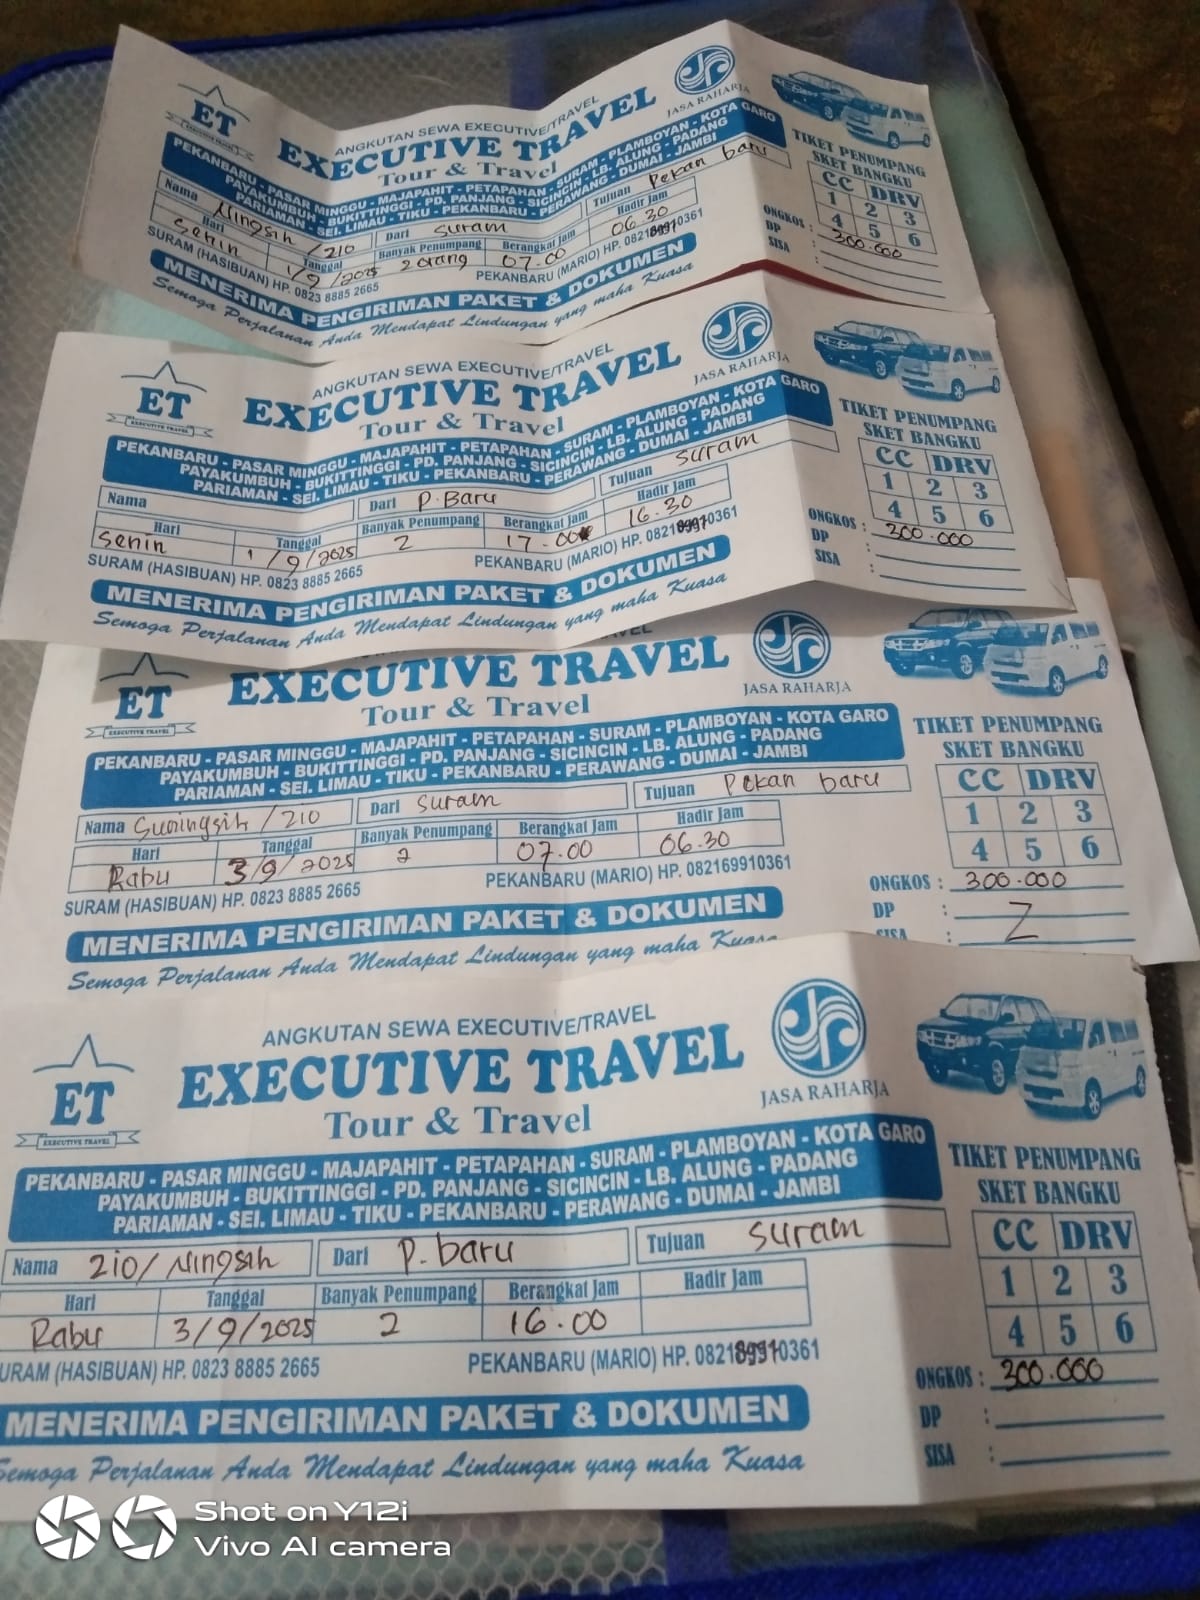 ET
EXECUTIVE TRAVEL
ANGKUTAN SEWA EXECUTIVE/TRAVEL
EXECUTIVE TRAVEL
Tour & Travel
JASA RAHARJA
PEKANBARU - PASAR MINGGU - MAJAPAHIT - PETAPAHAN - SURAM - PLAMBOYAN - KOTA GARO
PAYAKUMBUH - BUKITTINGGI - PD. PANJANG - SICINCIN - LB. ALUNG - PADANG
PARIAMAN - SEI. LIMAU - TIKU - PEKANBARU - PERAWANG - DUMAI - JAMBI
Nama Ningsih / 210 Dari Suram Tujuan Pekan baru
Hari Tanggal Banyak Penumpang Berangkat Jam Hadir Jam
Senin 1/9/2025 2 orang 07.00 06.30
SURAM (HASIBUAN) HP. 0823 8885 2665 PEKANBARU (MARIO) HP. 082189910361
MENERIMA PENGIRIMAN PAKET & DOKUMEN
Semoga Perjalanan Anda Mendapat Lindungan yang maha Kuasa
TIKET PENUMPANG
SKET BANGKU
CC DRV
1 2 3
4 5 6
ONGKOS : 300.000
DP :
SISA :
ET
EXECUTIVE TRAVEL
ANGKUTAN SEWA EXECUTIVE/TRAVEL
EXECUTIVE TRAVEL
Tour & Travel
JASA RAHARJA
PEKANBARU - PASAR MINGGU - MAJAPAHIT - PETAPAHAN - SURAM - PLAMBOYAN - KOTA GARO
PAYAKUMBUH - BUKITTINGGI - PD. PANJANG - SICINCIN - LB. ALUNG - PADANG
PARIAMAN - SEI. LIMAU - TIKU - PEKANBARU - PERAWANG - DUMAI - JAMBI
Nama Dari P. Baru Tujuan Suram
Hari Tanggal Banyak Penumpang Berangkat Jam Hadir Jam
Senin 1/9/2025 2 17.00 16.30
SURAM (HASIBUAN) HP. 0823 8885 2665 PEKANBARU (MARIO) HP. 082189910361
MENERIMA PENGIRIMAN PAKET & DOKUMEN
Semoga Perjalanan Anda Mendapat Lindungan yang maha Kuasa
TIKET PENUMPANG
SKET BANGKU
CC DRV
1 2 3
4 5 6
ONGKOS : 300.000
DP :
SISA :
ET
EXECUTIVE TRAVEL
EXECUTIVE TRAVEL
Tour & Travel
JASA RAHARJA
PEKANBARU - PASAR MINGGU - MAJAPAHIT - PETAPAHAN - SURAM - PLAMBOYAN - KOTA GARO
PAYAKUMBUH - BUKITTINGGI - PD. PANJANG - SICINCIN - LB. ALUNG - PADANG
PARIAMAN - SEI. LIMAU - TIKU - PEKANBARU - PERAWANG - DUMAI - JAMBI
Nama Suningsih / 210 Dari Suram Tujuan Pekan baru
Hari Tanggal Banyak Penumpang Berangkat Jam Hadir Jam
Rabu 3/9/2025 2 07.00 06.30
SURAM (HASIBUAN) HP. 0823 8885 2665 PEKANBARU (MARIO) HP. 082169910361
MENERIMA PENGIRIMAN PAKET & DOKUMEN
Semoga Perjalanan Anda Mendapat Lindungan yang maha Kuasa
TIKET PENUMPANG
SKET BANGKU
CC DRV
1 2 3
4 5 6
ONGKOS : 300.000
DP :
SISA :
ET
EXECUTIVE TRAVEL
ANGKUTAN SEWA EXECUTIVE/TRAVEL
EXECUTIVE TRAVEL
Tour & Travel
JASA RAHARJA
PEKANBARU - PASAR MINGGU - MAJAPAHIT - PETAPAHAN - SURAM - PLAMBOYAN - KOTA GARO
PAYAKUMBUH - BUKITTINGGI - PD. PANJANG - SICINCIN - LB. ALUNG - PADANG
PARIAMAN - SEI. LIMAU - TIKU - PEKANBARU - PERAWANG - DUMAI - JAMBI
Nama 210/ Ningsih Dari P. baru Tujuan Suram
Hari Tanggal Banyak Penumpang Berangkat Jam Hadir Jam
Rabu 3/9/2025 2 16.00
URAM (HASIBUAN) HP. 0823 8885 2665 PEKANBARU (MARIO) HP. 082189910361
MENERIMA PENGIRIMAN PAKET & DOKUMEN
Semoga Perjalanan Anda Mendapat Lindungan yang maha Kuasa
TIKET PENUMPANG
SKET BANGKU
CC DRV
1 2 3
4 5 6
ONGKOS : 300.000
DP :
SISA :
Shot on Y12i
Vivo AI camera